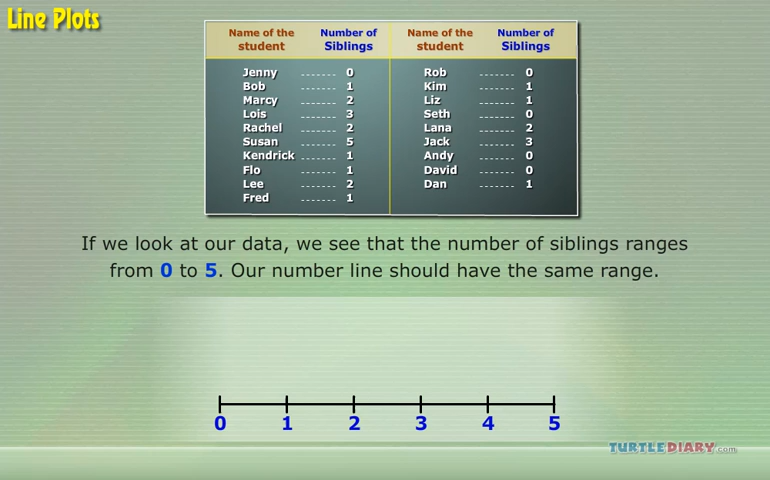 Line Plots
Name of the student Number of Siblings Name of the student Number of Siblings
Jenny ....... 0 Rob ....... 0
Bob ....... 1 Kim ....... 1
Marcy ....... 2 Liz ....... 1
Lois ....... 3 Seth ....... 0
Rachel ....... 2 Lana ....... 2
Susan ....... 5 Jack ....... 3
Kendrick ....... 1 Andy ....... 0
Flo ....... 1 David ....... 0
Lee ....... 2 Dan ....... 1
Fred ....... 1
If we look at our data, we see that the number of siblings ranges
from 0 to 5. Our number line should have the same range.
0 1 2 3 4 5
TURTLEDIARY.com